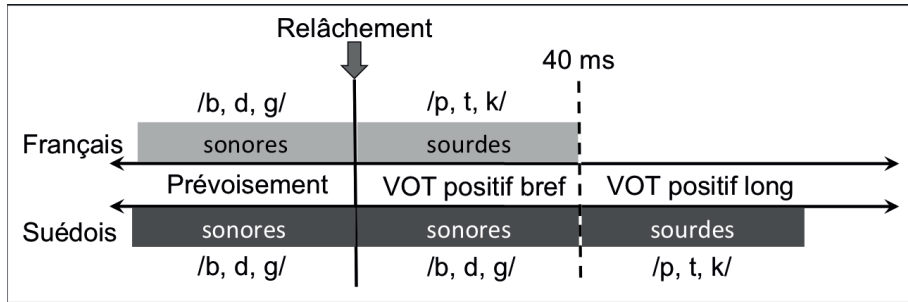 Relâchement
40 ms
/b, d, g/ /p, t, k/
Français sonores sourdes
Prévoisement VOT positif bref VOT positif long
Suédois sonores sonores sourdes
/b, d, g/ /b, d, g/ /p, t, k/